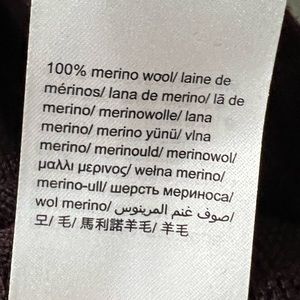 100% merino wool/ laine de
mérinos/ lana de merino/ lã de
merino/ merinowolle/ lana
merino/ merino yünü/ vlna
merino/ merinould/ merinowol/
μαλλι μερινος/ wełna merino/
merino-ull/ шерсть мериноса/
wol merino/ صوف غنم المرينوس/
모/ 毛/ 馬利諾羊毛/ 羊毛